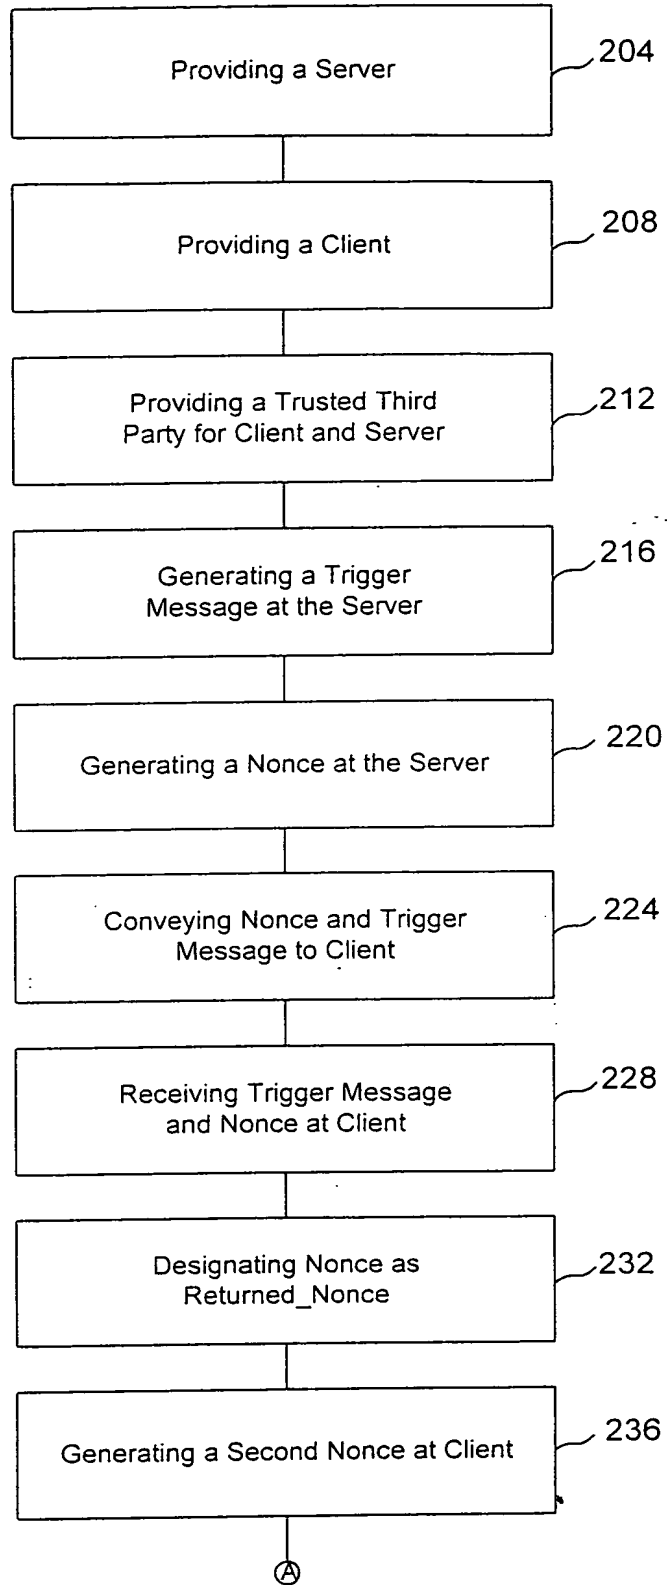 Providing a Server
204
Providing a Client
208
Providing a Trusted Third
Party for Client and Server
212
Generating a Trigger
Message at the Server
216
Generating a Nonce at the Server
220
Conveying Nonce and Trigger
Message to Client
224
Receiving Trigger Message
and Nonce at Client
228
Designating Nonce as
Returned_Nonce
232
Generating a Second Nonce at Client
236
A